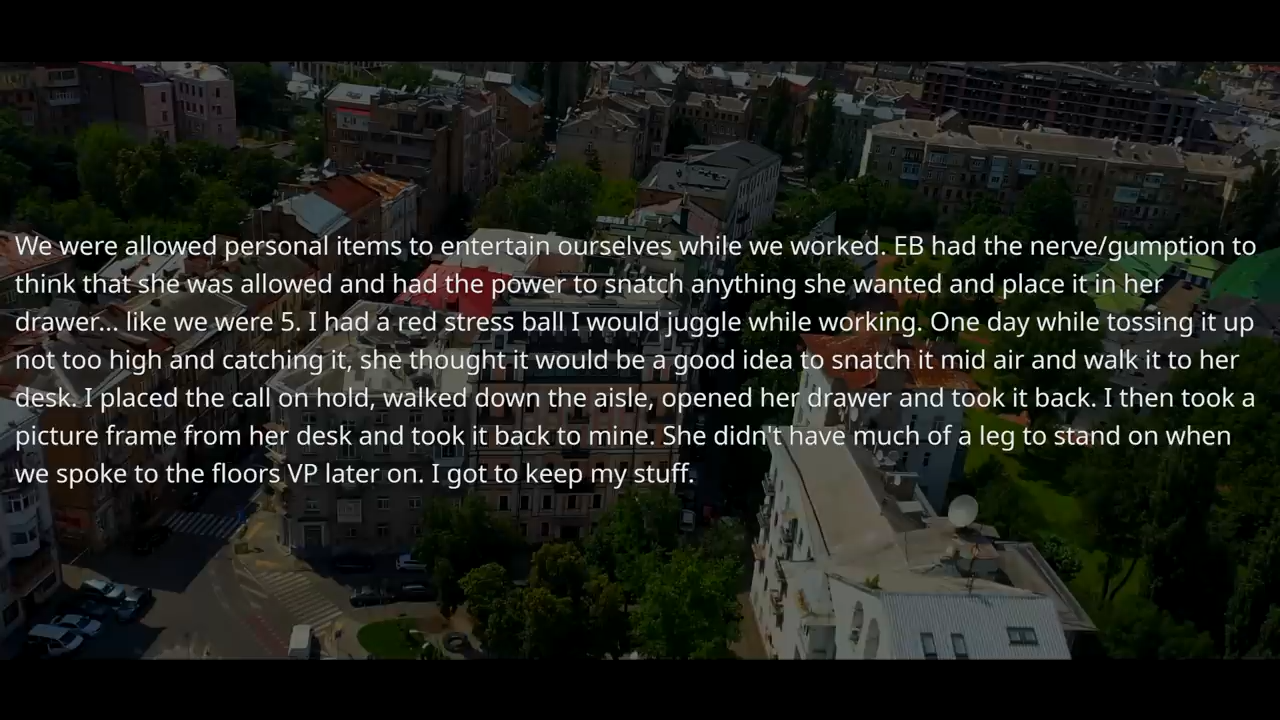 We were allowed personal items to entertain ourselves while we worked. EB had the nerve/gumption to
think that she was allowed and had the power to snatch anything she wanted and place it in her
drawer... like we were 5. I had a red stress ball I would juggle while working. One day while tossing it up
not too high and catching it, she thought it would be a good idea to snatch it mid air and walk it to her
desk. I placed the call on hold, walked down the aisle, opened her drawer and took it back. I then took a
picture frame from her desk and took it back to mine. She didn't have much of a leg to stand on when
we spoke to the floors VP later on. I got to keep my stuff.